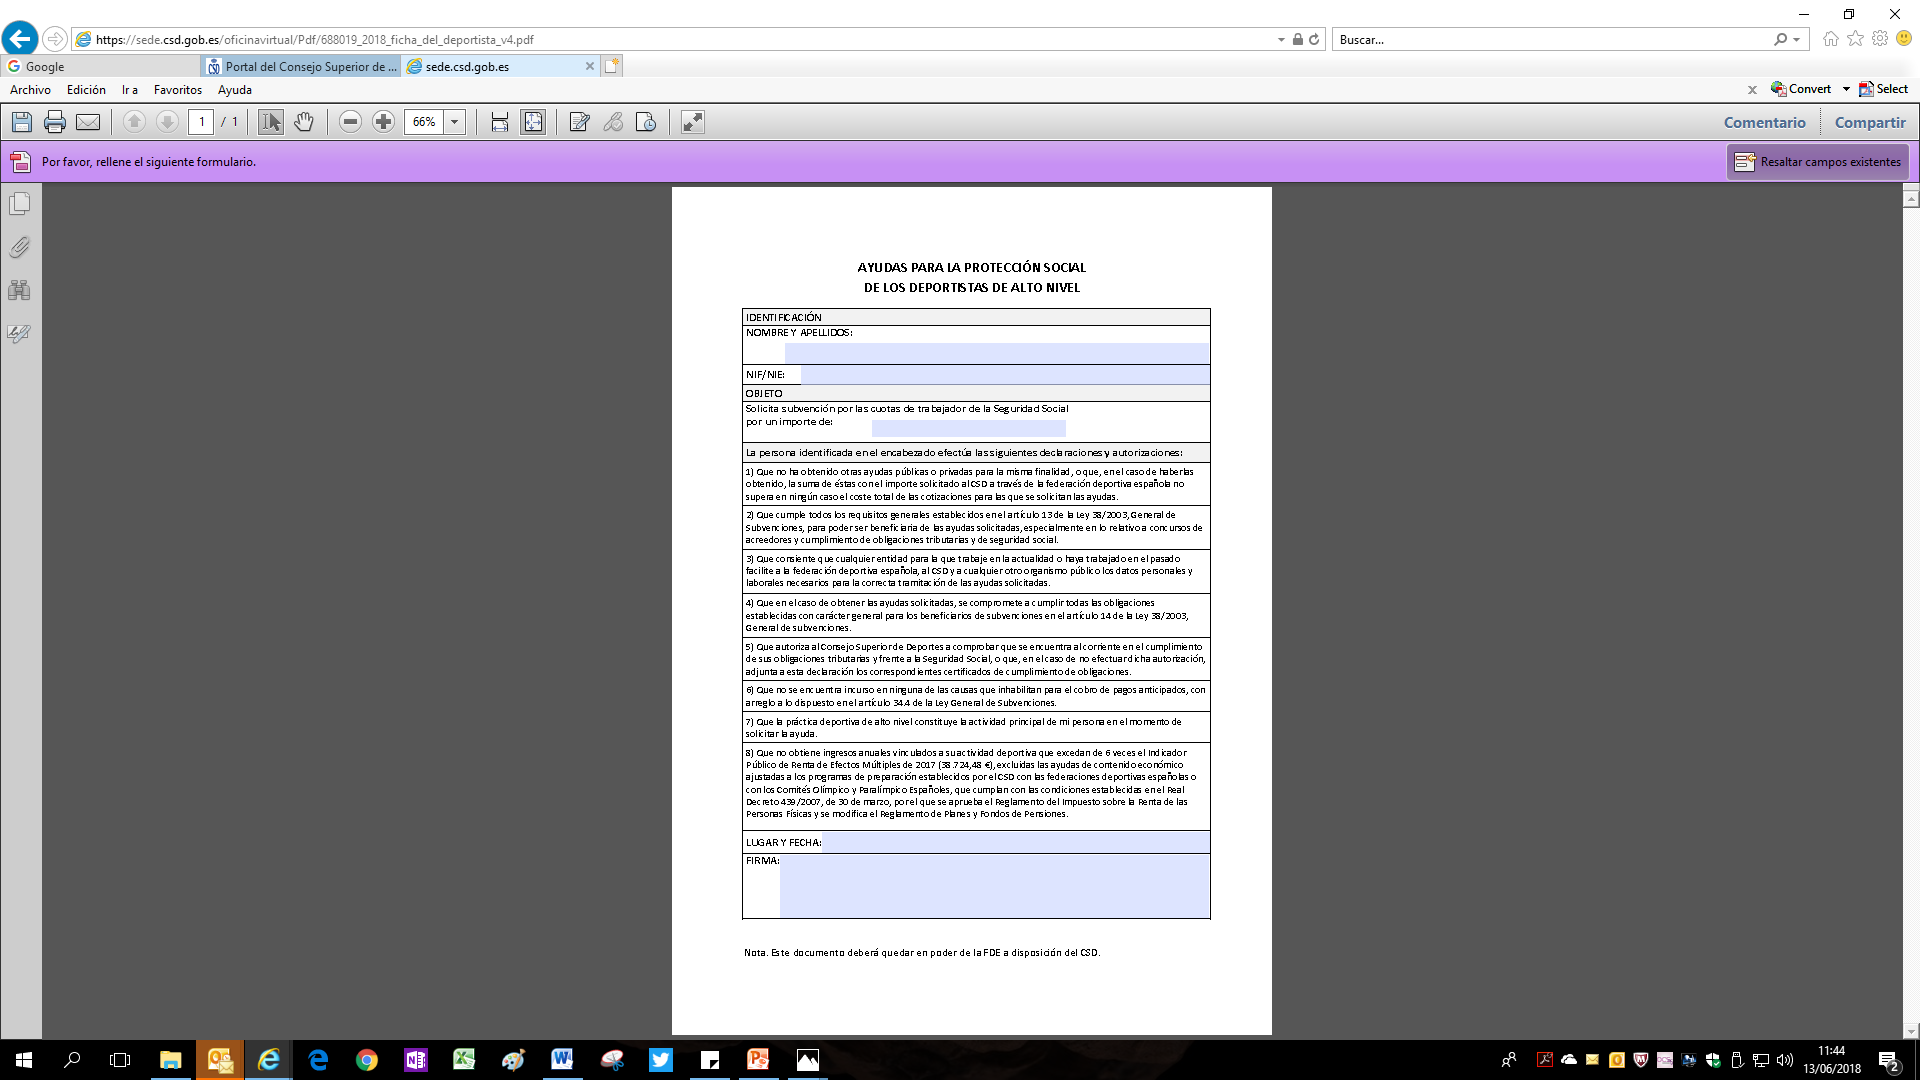 https://sede.csd.gob.es/oficinavirtual/Pdf/688019_2018_ficha_del_deportista_v4.pdf
Buscar...
Google
Portal del Consejo Superior de ...
sede.csd.gob.es
Archivo Edición Ir a Favoritos Ayuda
x Convert Select
1 / 1 66%
Comentario Compartir
Por favor, rellene el siguiente formulario.
Resaltar campos existentes
AYUDAS PARA LA PROTECCIÓN SOCIAL
DE LOS DEPORTISTAS DE ALTO NIVEL
IDENTIFICACIÓN
NOMBRE Y APELLIDOS:
NIF/NIE:
OBJETO
Solicita subvención por las cuotas de trabajador de la Seguridad Social
por un importe de:
La persona identificada en el encabezado efectúa las siguientes declaraciones y autorizaciones:
1) Que no ha obtenido otras ayudas públicas o privadas para la misma finalidad, o que, en el caso de haberlas
obtenido, la suma de éstas con el importe solicitado al CSD a través de la federación deportiva española no
supera en ningún caso el coste total de las cotizaciones para las que se solicitan las ayudas.
2) Que cumple todos los requisitos generales establecidos en el artículo 13 de la Ley 38/2003, General de
Subvenciones, para poder ser beneficiaria de las ayudas solicitadas, especialmente en lo relativo a concursos de
acreedores y cumplimiento de obligaciones tributarias y de seguridad social.
3) Que consiente que cualquier entidad para la que trabaje en la actualidad o haya trabajado en el pasado
facilite a la federación deportiva española, al CSD y a cualquier otro organismo público los datos personales y
laborales necesarios para la correcta tramitación de las ayudas solicitadas.
4) Que en el caso de obtener las ayudas solicitadas, se compromete a cumplir todas las obligaciones
establecidas con carácter general para los beneficiarios de subvenciones en el artículo 14 de la Ley 38/2003,
General de subvenciones.
5) Que autoriza al Consejo Superior de Deportes a comprobar que se encuentra al corriente en el cumplimiento
de sus obligaciones tributarias y frente a la Seguridad Social, o que, en el caso de no efectuar dicha autorización,
adjunta a esta declaración los correspondientes certificados de cumplimiento de obligaciones.
6) Que no se encuentra incurso en ninguna de las causas que inhabilitan para el cobro de pagos anticipados, con
arreglo a lo dispuesto en el artículo 34.4 de la Ley General de Subvenciones.
7) Que la práctica deportiva de alto nivel constituye la actividad principal de mi persona en el momento de
solicitar la ayuda.
8) Que no obtiene ingresos anuales vinculados a su actividad deportiva que excedan de 6 veces el Indicador
Público de Renta de Efectos Múltiples de 2017 (38.724,48 €), excluidas las ayudas de contenido económico
ajustadas a los programas de preparación establecidos por el CSD con las federaciones deportivas españolas o
con los Comités Olímpico y Paralímpico Españoles, que cumplan con las condiciones establecidas en el Real
Decreto 439/2007, de 30 de marzo, por el que se aprueba el Reglamento del Impuesto sobre la Renta de las
Personas Físicas y se modifica el Reglamento de Planes y Fondos de Pensiones.
LUGAR Y FECHA:
FIRMA:
Nota. Este documento deberá quedar en poder de la FDE a disposición del CSD.
11:44
13/06/2018
2